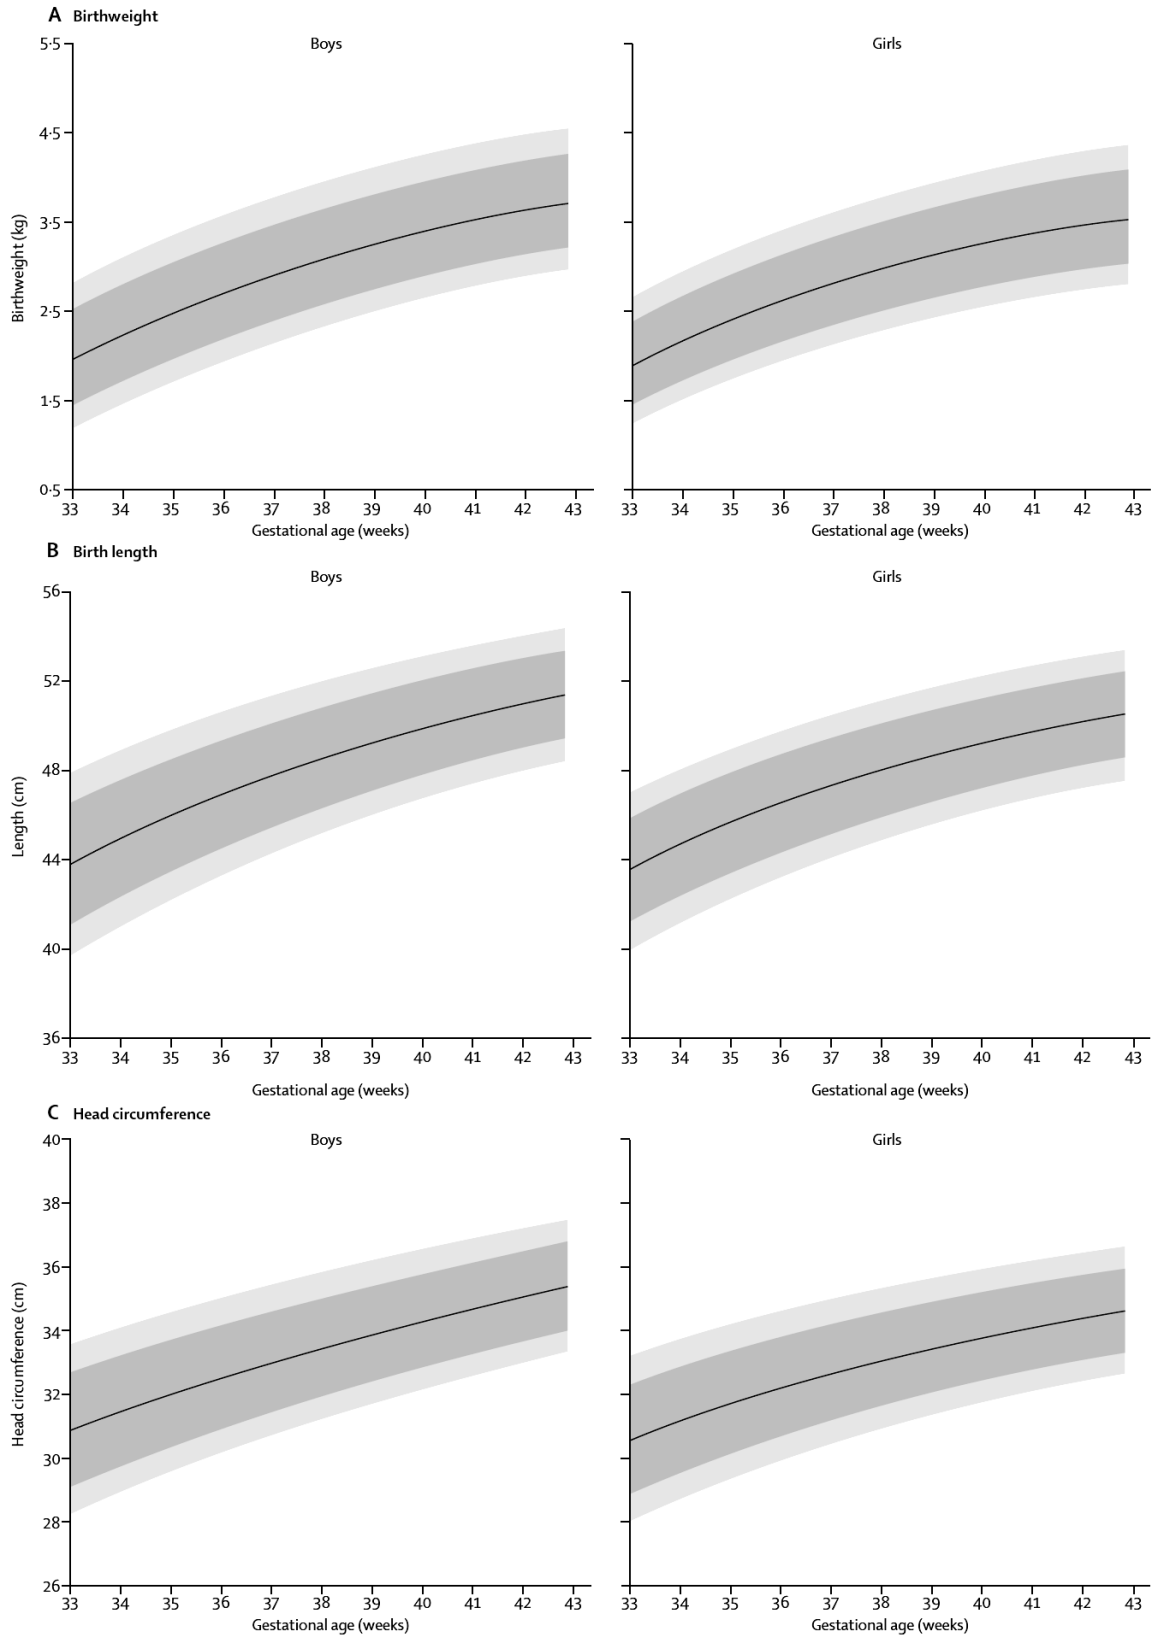 A Birthweight
Boys
Girls
5·5
4·5
3·5
2·5
1·5
0·5
Birthweight (kg)
33 34 35 36 37 38 39 40 41 42 43
33 34 35 36 37 38 39 40 41 42 43
Gestational age (weeks)
Gestational age (weeks)
B Birth length
Boys
Girls
56
52
48
44
40
36
Length (cm)
33 34 35 36 37 38 39 40 41 42 43
33 34 35 36 37 38 39 40 41 42 43
Gestational age (weeks)
Gestational age (weeks)
C Head circumference
Boys
Girls
40
38
36
34
32
30
28
26
Head circumference (cm)
33 34 35 36 37 38 39 40 41 42 43
33 34 35 36 37 38 39 40 41 42 43
Gestational age (weeks)
Gestational age (weeks)